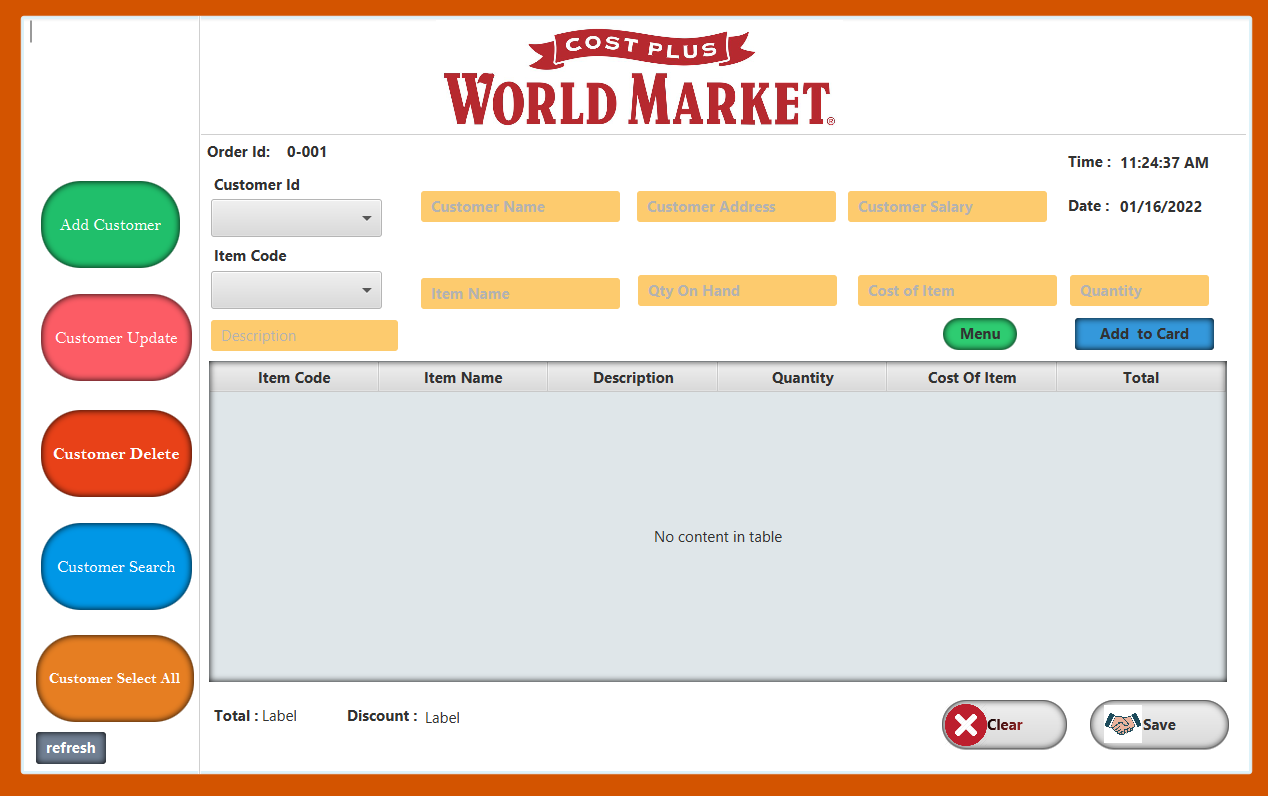 COST PLUS
WORLD MARKET®
Order Id: 0-001
Time : 11:24:37 AM
Customer Id
Customer Name
Customer Address
Customer Salary
Date : 01/16/2022
Item Code
Item Name
Qty On Hand
Cost of Item
Quantity
Description
Menu
Add to Card
Item Code Item Name Description Quantity Cost Of Item Total
No content in table
Total : Label
Discount : Label
Clear
Save
Add Customer
Customer Update
Customer Delete
Customer Search
Customer Select All
refresh